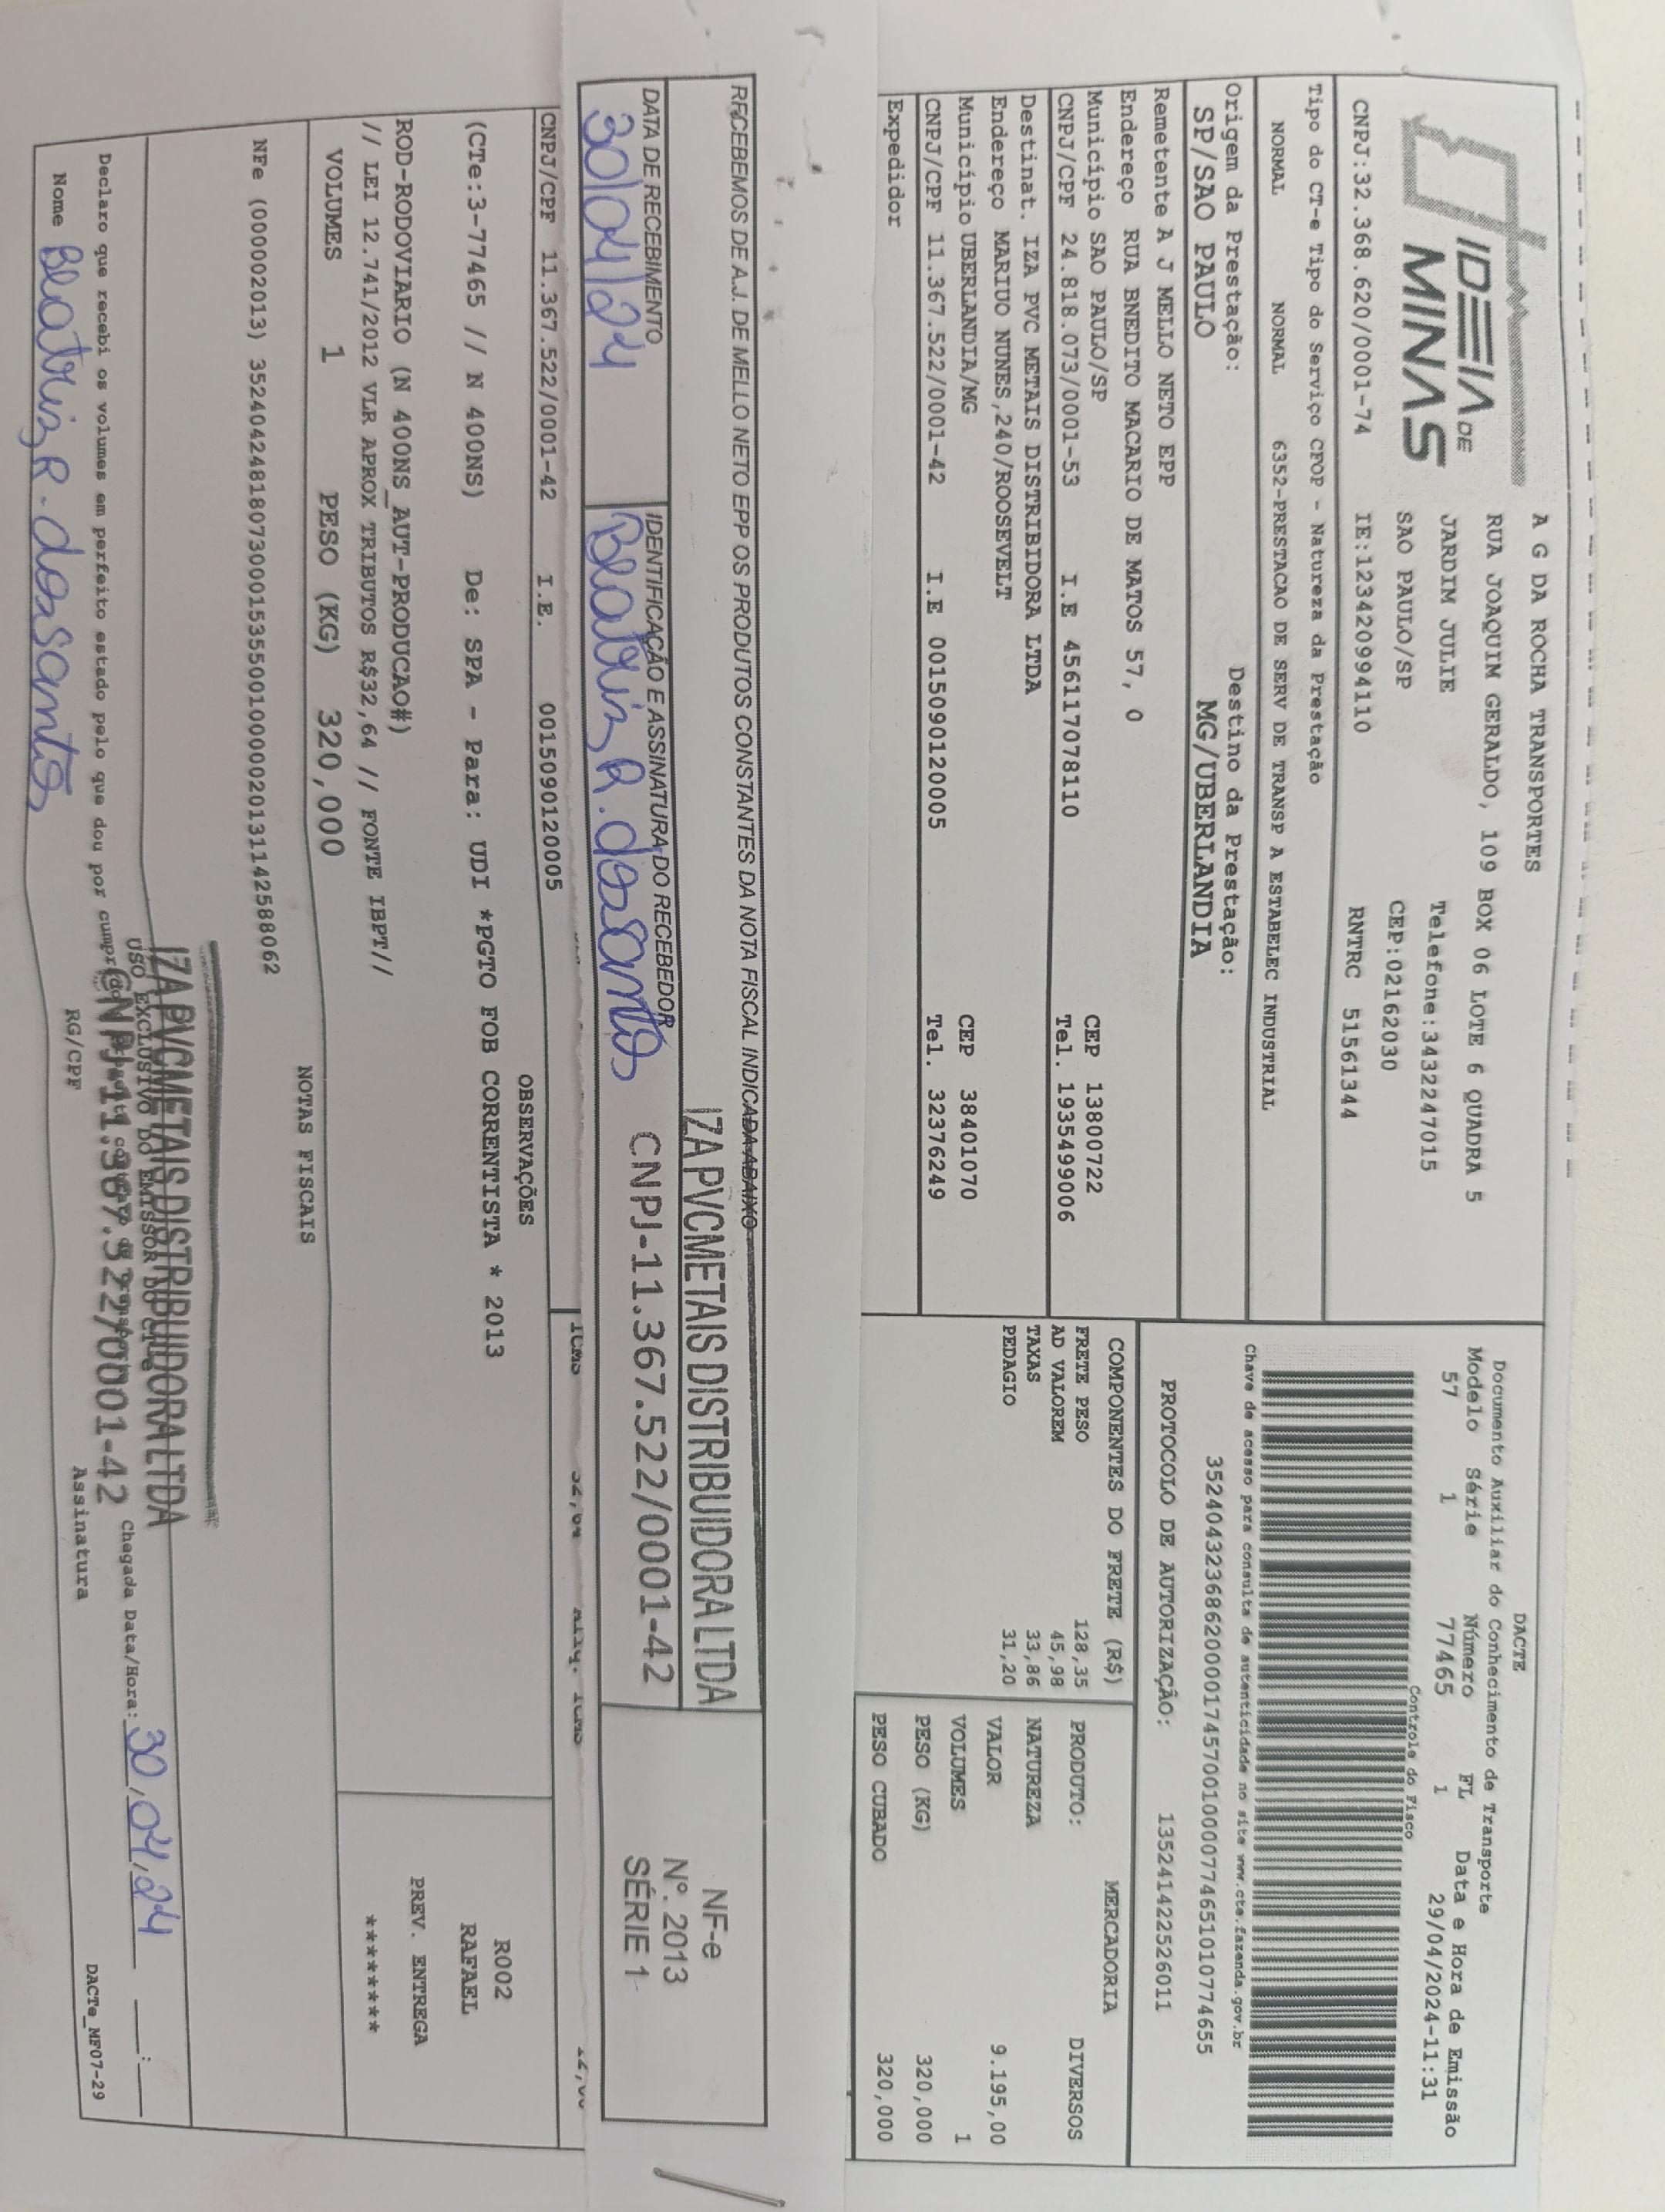 IDEIA DE
MINAS
A G DA ROCHA TRANSPORTES
RUA JOAQUIM GERALDO, 109 BOX 06 LOTE 6 QUADRA 5
JARDIM JULIE Telefone:3432247015
SAO PAULO/SP CEP:02162030
CNPJ:32.368.620/0001-74 IE:123420994110 RNTRC 51561344
Tipo do CT-e Tipo do Serviço CFOP - Natureza da Prestação
NORMAL NORMAL 6352-PRESTACAO DE SERV DE TRANSP A ESTABELEC INDUSTRIAL
Origem da Prestação: Destino da Prestação:
SP/SAO PAULO MG/UBERLANDIA
DACTE
Documento Auxiliar do Conhecimento de Transporte
Modelo Série Número FL Data e Hora de Emissão
57 1 77465 1 29/04/2024-11:31
Controle do Fisco
Chave de acesso para consulta de autenticidade no site www.cte.fazenda.gov.br
35240432368620000174570010000774651010774655
PROTOCOLO DE AUTORIZAÇÃO: 135241422526011
Remetente A J MELLO NETO EPP
Endereço RUA BNEDITO MACARIO DE MATOS 57, 0
Município SAO PAULO/SP CEP 13800722
CNPJ/CPF 24.818.073/0001-53 I.E 456117078110 Tel. 1935499006
Destinat. IZA PVC METAIS DISTRIBIDORA LTDA
Endereço MARIUO NUNES,240/ROOSEVELT
Município UBERLANDIA/MG CEP 38401070
CNPJ/CPF 11.367.522/0001-42 I.E 0015090120005 Tel. 32376249
Expedidor
COMPONENTES DO FRETE (R$)
FRETE PESO 128,35
AD VALOREM 45,98
TAXAS 33,86
PEDAGIO 31,20
MERCADORIA
PRODUTO: DIVERSOS
NATUREZA
VALOR 9.195,00
VOLUMES 1
PESO (KG) 320,000
PESO CUBADO 320,000
RECEBEMOS DE A.J. DE MELLO NETO EPP OS PRODUTOS CONSTANTES DA NOTA FISCAL INDICADA ABAIXO
IZA PVC METAIS DISTRIBUIDORA LTDA
CNPJ-11.367.522/0001-42
DATA DE RECEBIMENTO IDENTIFICAÇÃO E ASSINATURA DO RECEBEDOR
30/04/24 Beatriz R. dos Santos
NF-e
Nº. 2013
SÉRIE 1
CNPJ/CPF 11.367.522/0001-42 I.E. 0015090120005
OBSERVAÇÕES
(CTe:3-77465 // N 400NS) De: SPA - Para: UDI *PGTO FOB CORRENTISTA * 2013
ROD-RODOVIARIO (N 400NS_AUT-PRODUCAO#)
// LEI 12.741/2012 VLR APROX TRIBUTOS R$32,64 // FONTE IBPT//
R002
RAFAEL
PREV. ENTREGA
********
VOLUMES 1 PESO (KG) 320,000
NOTAS FISCAIS
NFe (000002013) 35240424818073000153550010000020131142588062
IZA PVC METAIS DISTRIBUIDORA LTDA
CNPJ-11.367.522/0001-42
USO EXCLUSIVO DO EMISSOR DO CT-e
Declaro que recebi os volumes em perfeito estado pelo que dou por cumprido Chegada Data/Hora: 30/04/24
Nome Beatriz R. dos Santos RG/CPF Assinatura
DACTe_MF07-29